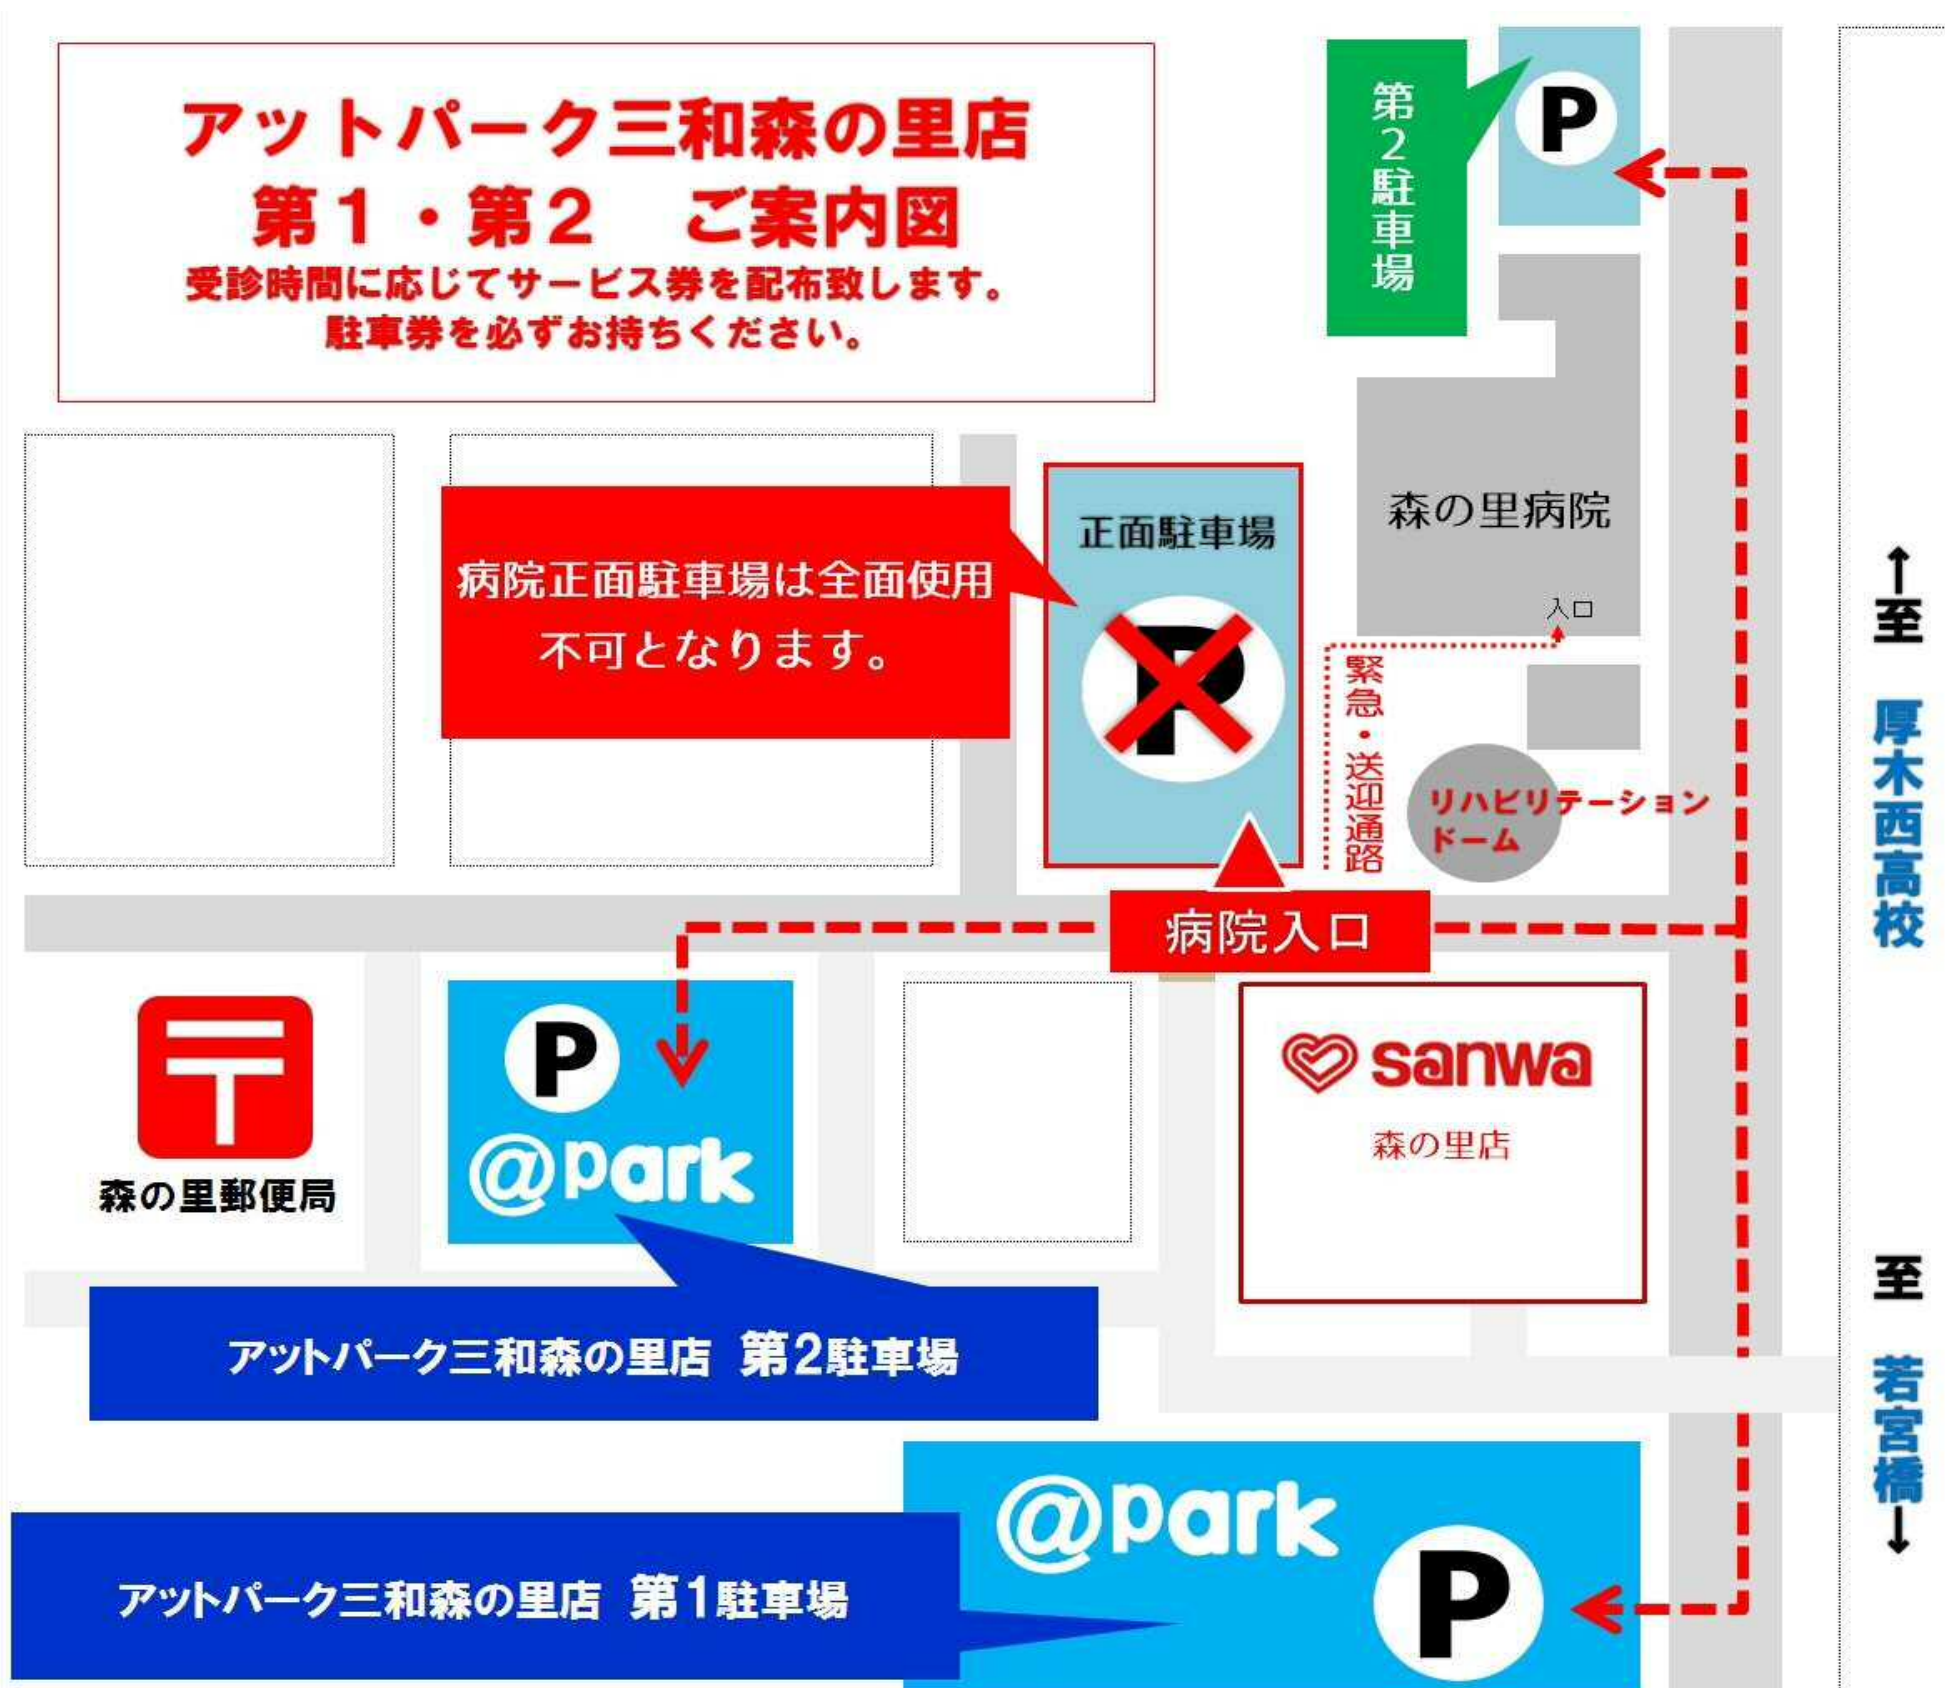 アットパーク三和森の里店
第1・第2　ご案内図
受診時間に応じてサービス券を配布致します。
駐車券を必ずお持ちください。
第2駐車場
P
森の里病院
入口
正面駐車場
P
病院正面駐車場は全面使用
不可となります。
緊急・送迎通路
リハビリテーション
ドーム
病院入口
←至　厚木西高校
〒
森の里郵便局
P
@park
sanwa
森の里店
アットパーク三和森の里店 第2駐車場
至　若宮橋→
@park
P
アットパーク三和森の里店 第1駐車場